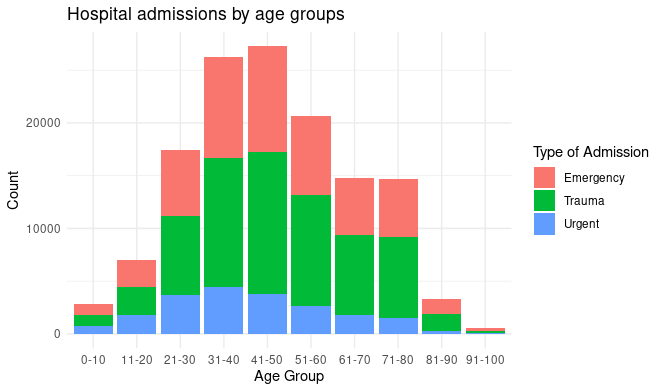 Hospital admissions by age groups
Count
20000
10000
0
0-10 11-20 21-30 31-40 41-50 51-60 61-70 71-80 81-90 91-100
Age Group
Type of Admission
Emergency
Trauma
Urgent